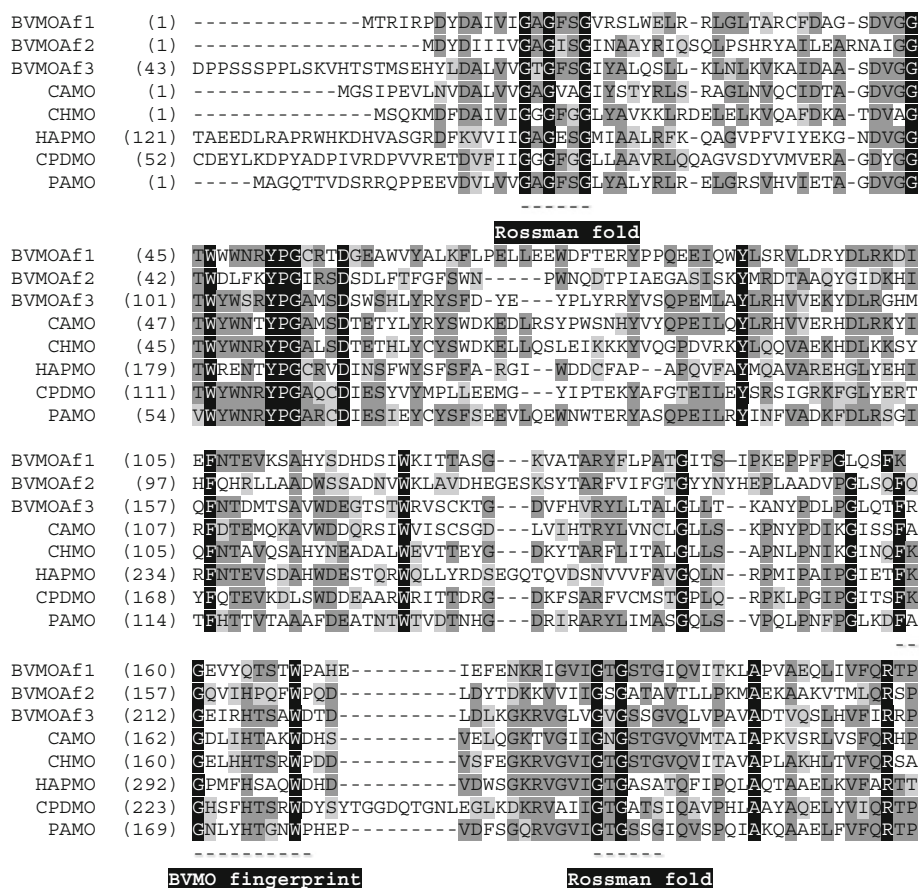 BVMOAf1 (1) -----------MTRIRPDYDAIVIGAGFSGVRSLWELR-RLGLTARCFDAG-SDVGG
BVMOAf2 (1) ---------------MDYDIIIVGAGISGINAAYRIQSQLPSHRYAILEARNAIGG
BVMOAf3 (43) DPPSSSPPLSKVHTSTMSEHYLDALVVGTGFSGIYALQSLL-KLNLKVKAIDAA-SDVGG
CAMO (1) ----------MGSIPEVLNVDALVVGAGVAGIYSTYRLS-RAGLNVQCIDTA-GDVGG
CHMO (1) ------------MSQKMDFDAIVIGGGFGGLYAVKKLRDELELKVQAFDKA-TDVAG
HAPMO (121) TAEEDLRAPRWHKDHVASGRDFKVVIIGAGESGMIAALRFK-QAGVPFVIYEKG-NDVGG
CPDMO (52) CDEYLKDPYADPIVRDPVVRETDVFIIGGGFGGLLAAVRLQQAGVSDYVMVERA-GDYGG
PAMO (1) -----MAGQTTVDSRRQPPEEVDVLVVGAGFSGLYALYRLR-ELGRSVHVIETA-GDVGG
Rossman fold
BVMOAf1 (45) TWWWNRYPGCRTDGEAWVYALKFLPELLEEWDFTERYPPQEEIQWYLSRVLDRYDLRKDI
BVMOAf2 (42) TWDLFKYPGIRSDSDLFTFGFSWN-----PWNQDTPIAEGASISKYMRDTAAQYGIDKHI
BVMOAf3 (101) TWYWSRYPGAMSDSWSHLYRYSFD-YE---YPLYRRYVSQPEMLAYLRHVVEKYDLRGHM
CAMO (47) TWYWNTYPGAMSDTETYLYRYSWDKEDLRSYPWSNHYVYQPEILQYLRHVVERHDLRKYI
CHMO (45) TWYWNRYPGALSDTETHLYCYSWDKELLQSLEIKKKYVQGPDVRKYLQQVAEKHDLKKSY
HAPMO (179) TWRENTYPGCRVDINSFWYSFSFA-RGI--WDDCFAP--APQVFAYMQAVAREHGLYEHI
CPDMO (111) TWYWNRYPGAQCDIESYVYMPLLEEMG---YIPTEKYAFGTEILEYSRSIGRKFGLYERT
PAMO (54) VWYWNRYPGARCDIESIEYCYSFSEEVLQEWNWTERYASQPEILRYINFVADKFDLRSGI
BVMOAf1 (105) EFNTEVKSAHYSDHDSIWKITTASG---KVATARYFLPATGITS—IPKEPPFPGLQSFK
BVMOAf2 (97) HFQHRLLAADWSSADNVWKLAVDHEGESKSYTARFVIFGTGYYNYHEPLAADVPGLSQFQ
BVMOAf3 (157) QFNTDMTSAVWDEGTSTWRVSCKTG---DVFHVRYLLTALGLLT-KANYPDLPGLQTFR
CAMO (107) RFDTEMQKAVWDDQRSIWVISCSGD---LVIHTRYLVNCLGLLS--KPNYPDIKGISSFA
CHMO (105) QFNTAVQSAHYNEADALWEVTTEYG---DKYTARFLITALGLLS--APNLPNIKGINQFK
HAPMO (234) RFNTEVSDAHWDESTQRWQLLYRDSEGQTQVDSNVVVFAVGQLN--RPMIPAIPGIETFK
CPDMO (168) YFQTEVKDLSWDDEAARWRITTDRG---DKFSARFVCMSTGPLQ--RPKLPGIPGITSFK
PAMO (114) TFHTTVTAAAFDEATNTWTVDTNHG---DRIRARYLIMASGQLS--VPQLPNFPGLKDFA
BVMOAf1 (160) GEVYQTSTWPAHE----------IEFENKRIGVIGTGSTGIQVITKLAPVAEQLIVFQRTP
BVMOAf2 (157) GQVIHPQFWPQD----------LDYTDKKVVIIGSGATAVTLLPKMAEKAAKVTMLQRSP
BVMOAf3 (212) GEIRHTSAWDTD----------LDLKGKRVGLVGVGSSGVQLVPAVADTVQSLHVFIRRP
CAMO (162) GDLIHTAKWDHS----------VELQGKTVGIIGNGSTGVQVMTAIAPKVSRLVSFQRHP
CHMO (160) GELHHTSRWPDD----------VSFEGKRVGVIGTGSTGVQVITAVAPLAKHLTVFQRSA
HAPMO (292) GPMFHSAQWDHD----------VDWSGKRVGVIGTGASATQFIPQLAQTAAELKVFARTT
CPDMO (223) GHSFHTSRWDYSYTGGDQTGNLEGLKDKRVAIIGTGATSIQAVPHLAAYAQELYVIQRTP
PAMO (169) GNLYHTGNWPHEP---------VDFSGQRVGVIGTGSSGIQVSPQIAKQAAELFVFQRTP
BVMO fingerprint Rossman fold